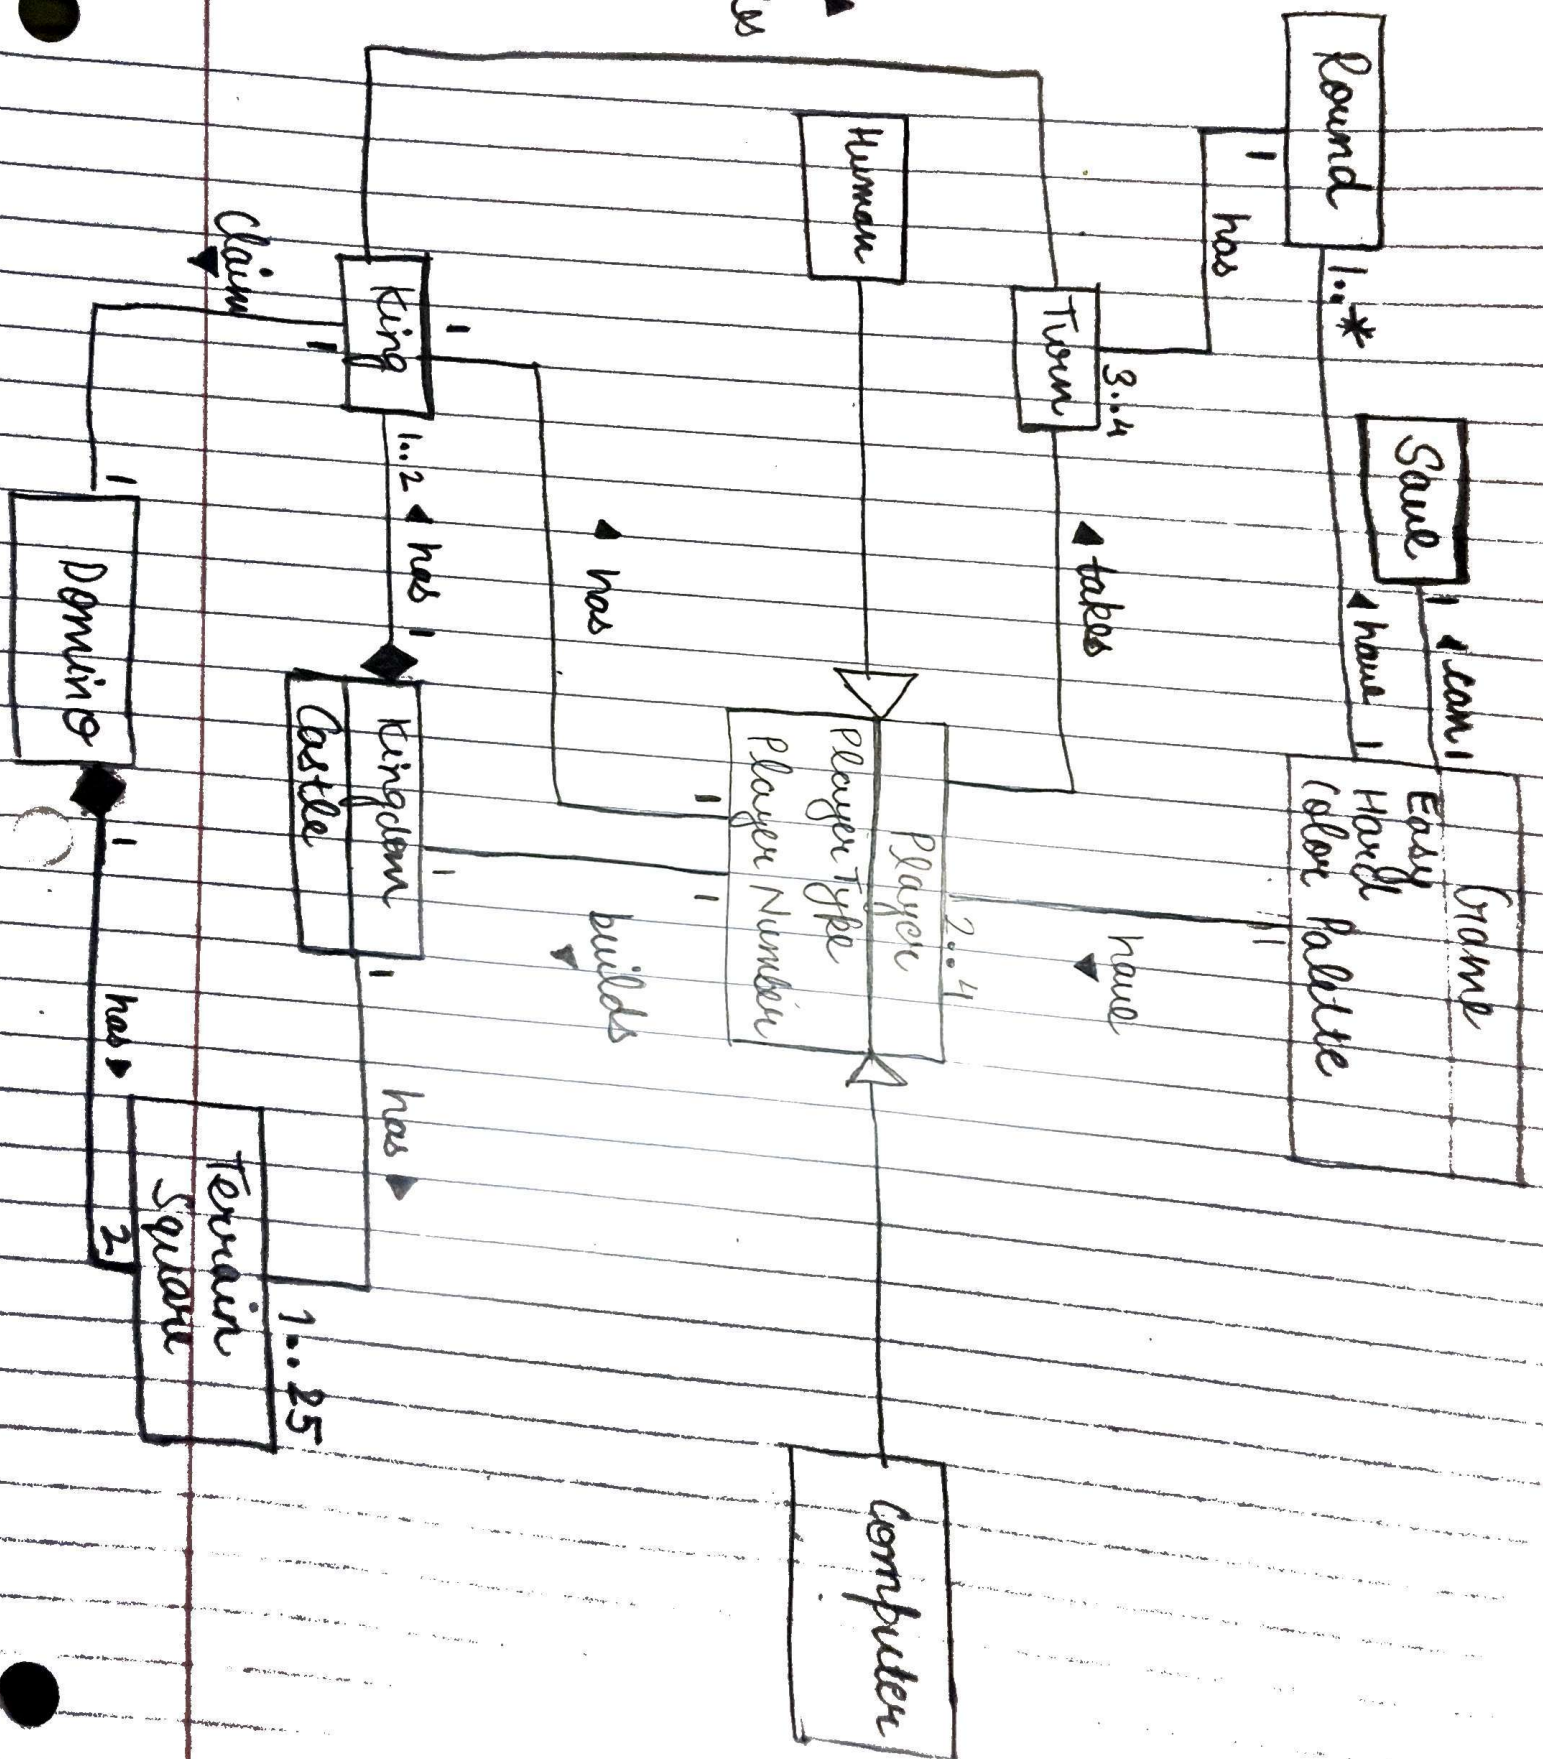 Game
Easy
Hard
Color Palette
Save
1
◀ can
1
Round
1..*
◀ have
1
1
has
3..4
Turn
◀ takes
1
have
▼
2..4
Player
Player Type
Player Number
Human
Computer
1
has
1
1
builds
1
King
1...2
◀ has
1
Kingdom
Castle
1
has ▶
1...25
Terrain
Square
Claim
1
1
Domino
1
has ▶
2